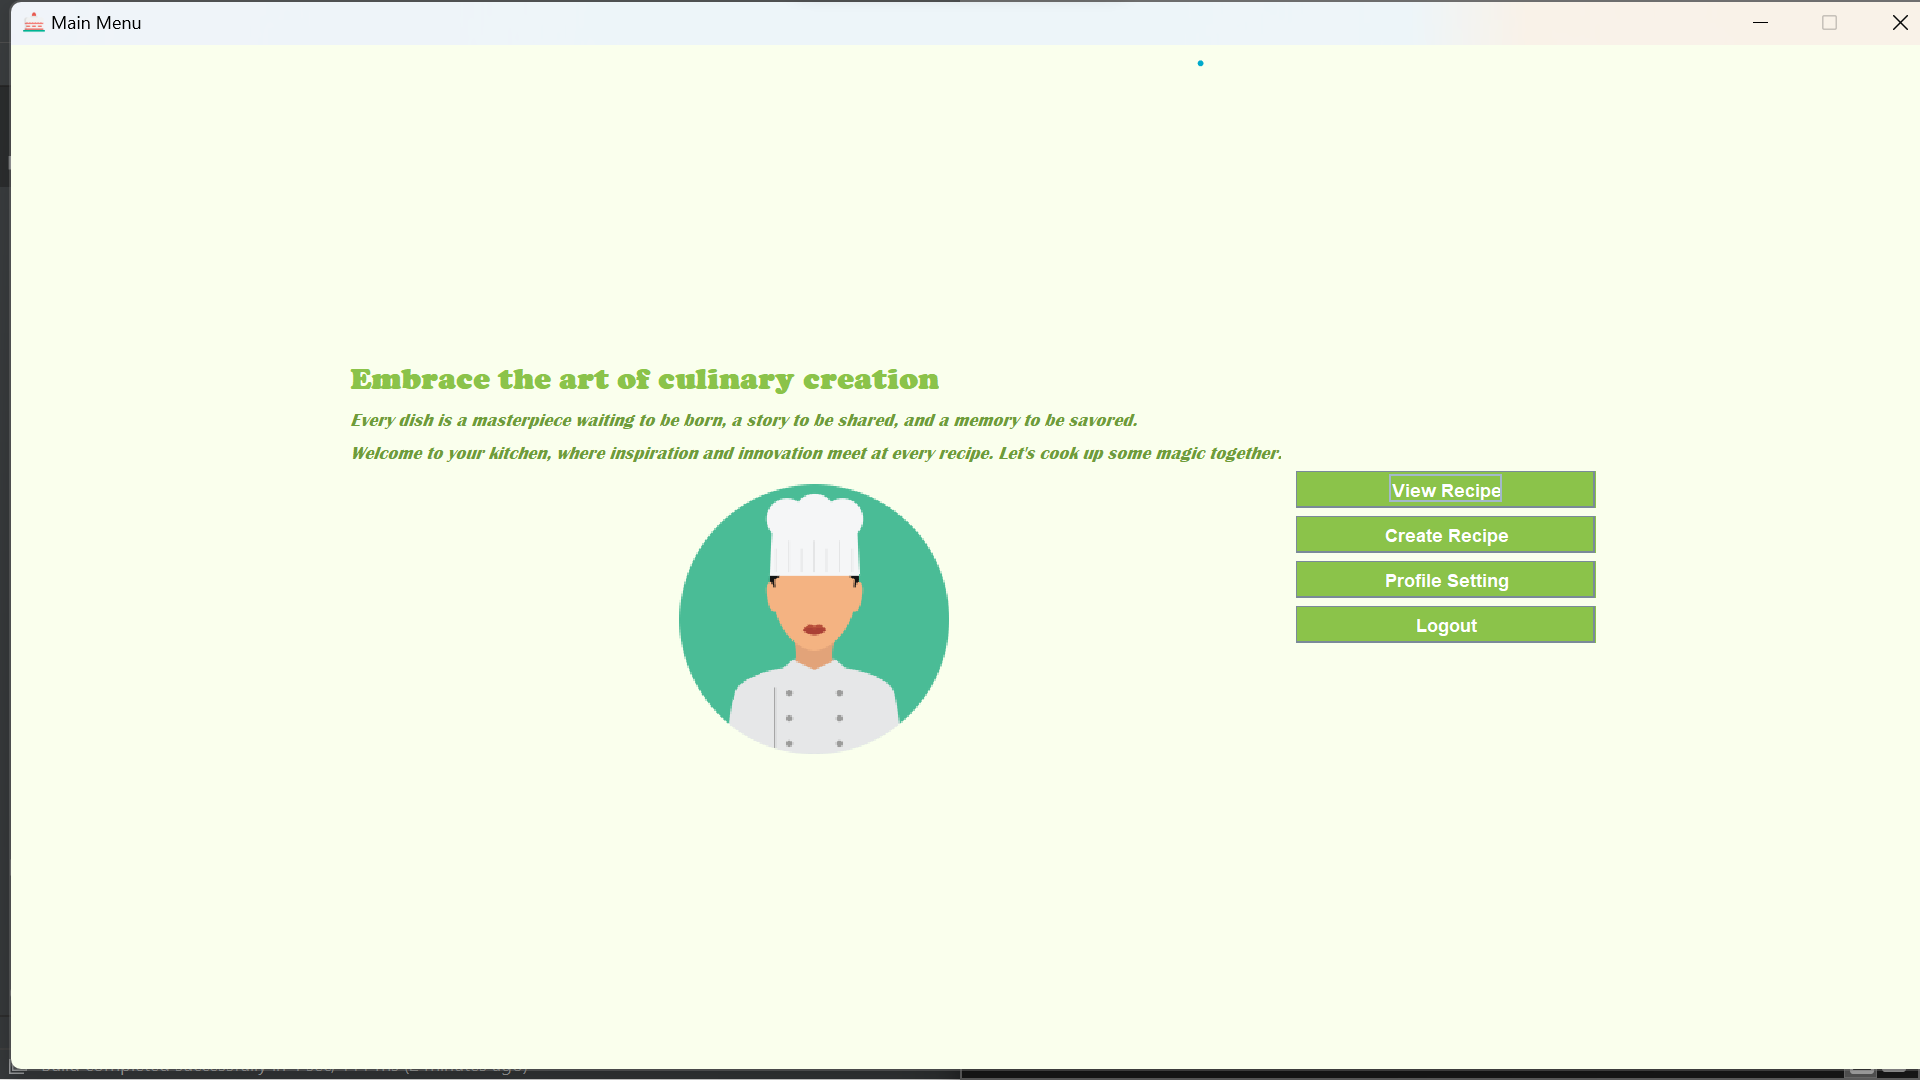 Main Menu
Embrace the art of culinary creation
Every dish is a masterpiece waiting to be born, a story to be shared, and a memory to be savored.
Welcome to your kitchen, where inspiration and innovation meet at every recipe. Let's cook up some magic together.
View Recipe
Create Recipe
Profile Setting
Logout